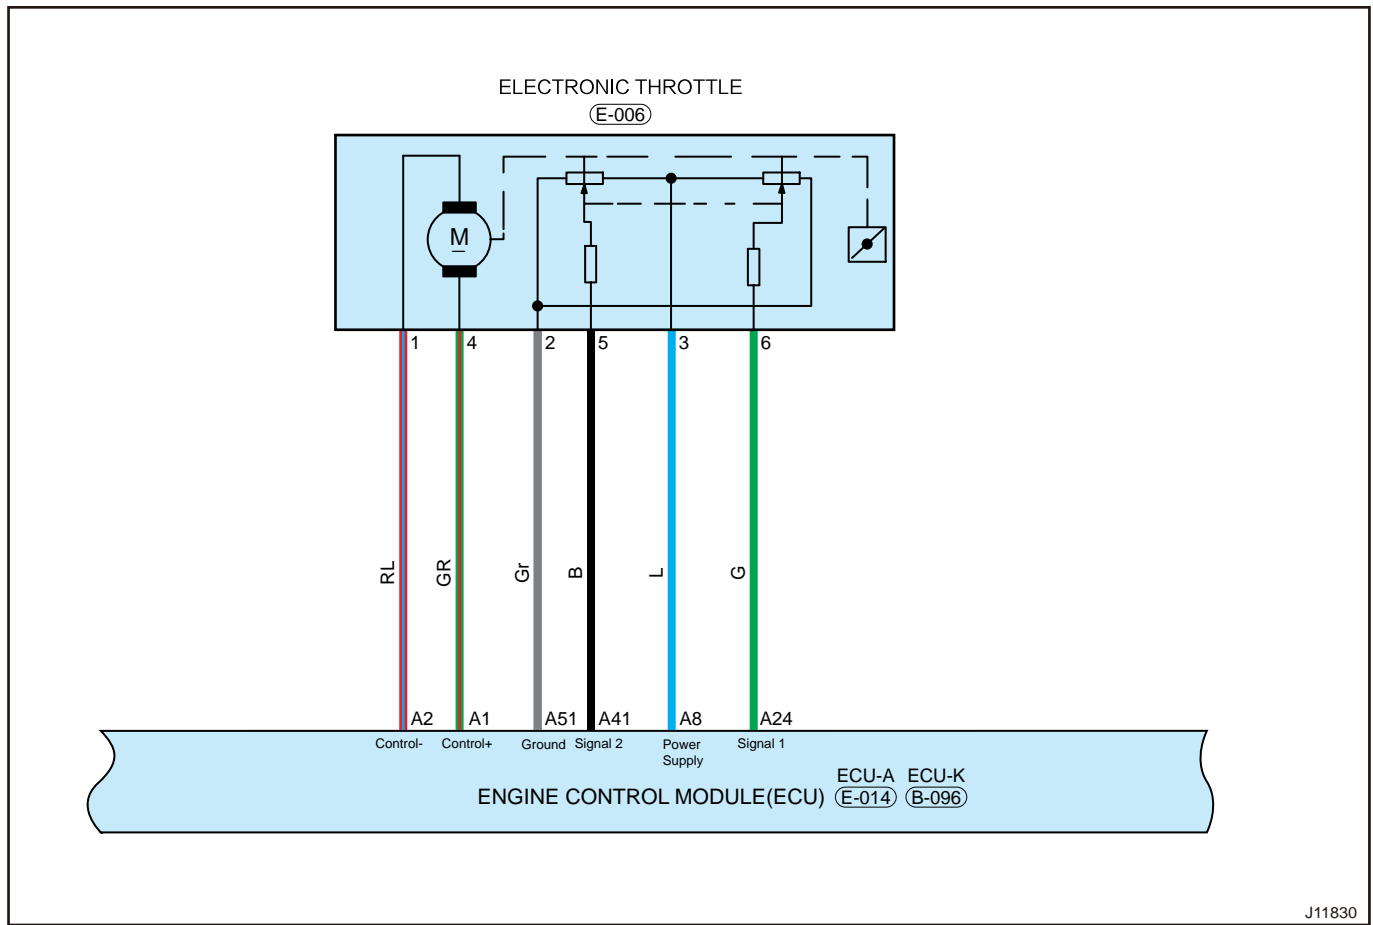 ELECTRONIC THROTTLE
E-006
M
1 4 2 5 3 6
RL GR Gr B L G
A2 A1 A51 A41 A8 A24
Control- Control+ Ground Signal 2 Power Signal 1
Supply
ECU-A ECU-K
ENGINE CONTROL MODULE(ECU) E-014 B-096
J11830